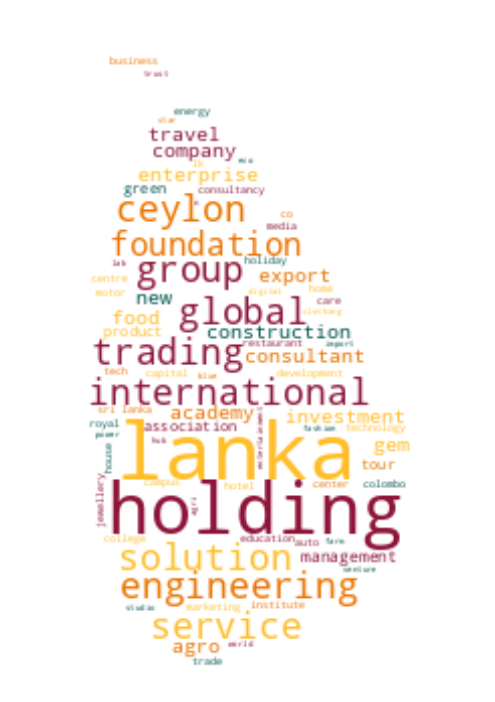 business
trust
energy
star
travel
company
eco
lk
enterprise
green consultancy
ceylon
co
media
foundation
lab group holiday
centre export
motor new digital home
care
food global clothing
product construction
trading restaurant import
consultant
tech capital blue development
international
sri lanka academy investment
royal association fashion technology
power hub entertainment gem
house lanka tour
campus hotel center colombo
jewellery agri
holding
college education auto farm
solution management
venture
engineering
studio marketing institute
service
agro world
trade